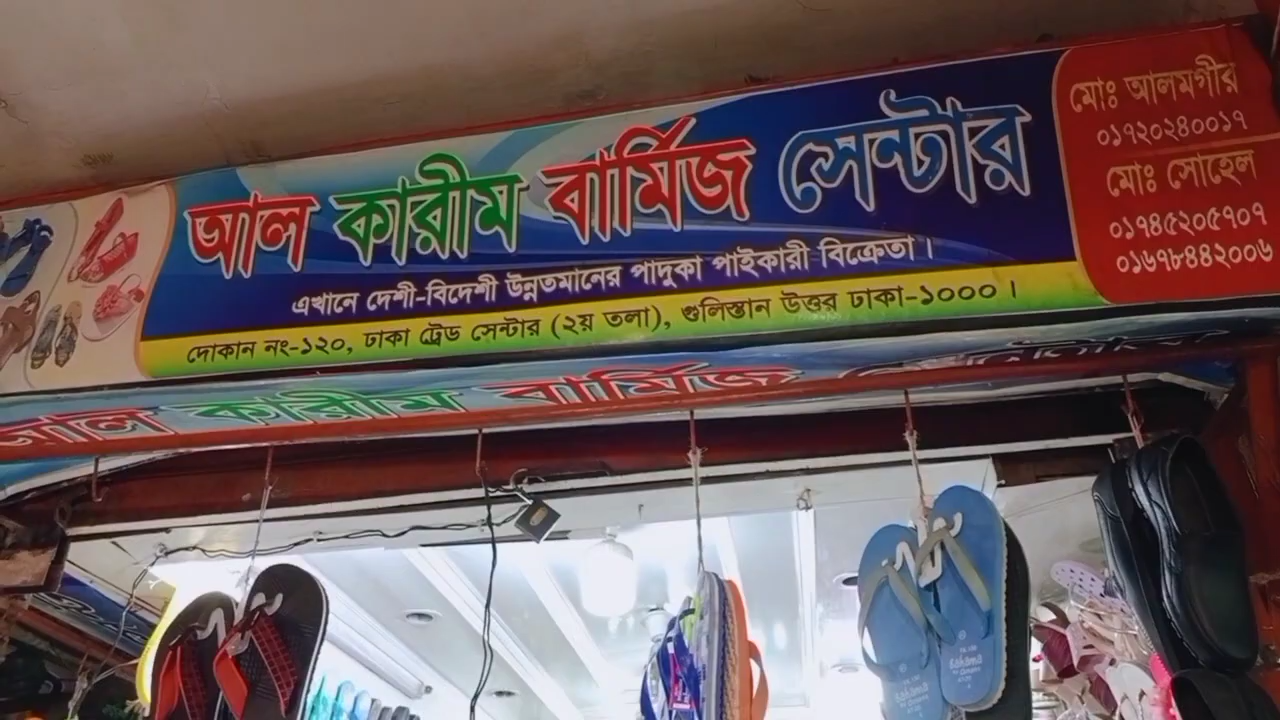 আল কারীম বার্মিজ সেন্টার
এখানে দেশী-বিদেশী উন্নতমানের পাদুকা পাইকারী বিক্রেতা।
দোকান নং-১২০, ঢাকা ট্রেড সেন্টার (২য় তলা), গুলিস্তান উত্তর ঢাকা-১০০০।
মোঃ আলমগীর
০১৭২০২৪০০১৭
মোঃ সোহেল
০১৭৪৫২০৫৭০৭
০১৬৭৮৪৪২০০৬
আল কারীম বার্মিজ